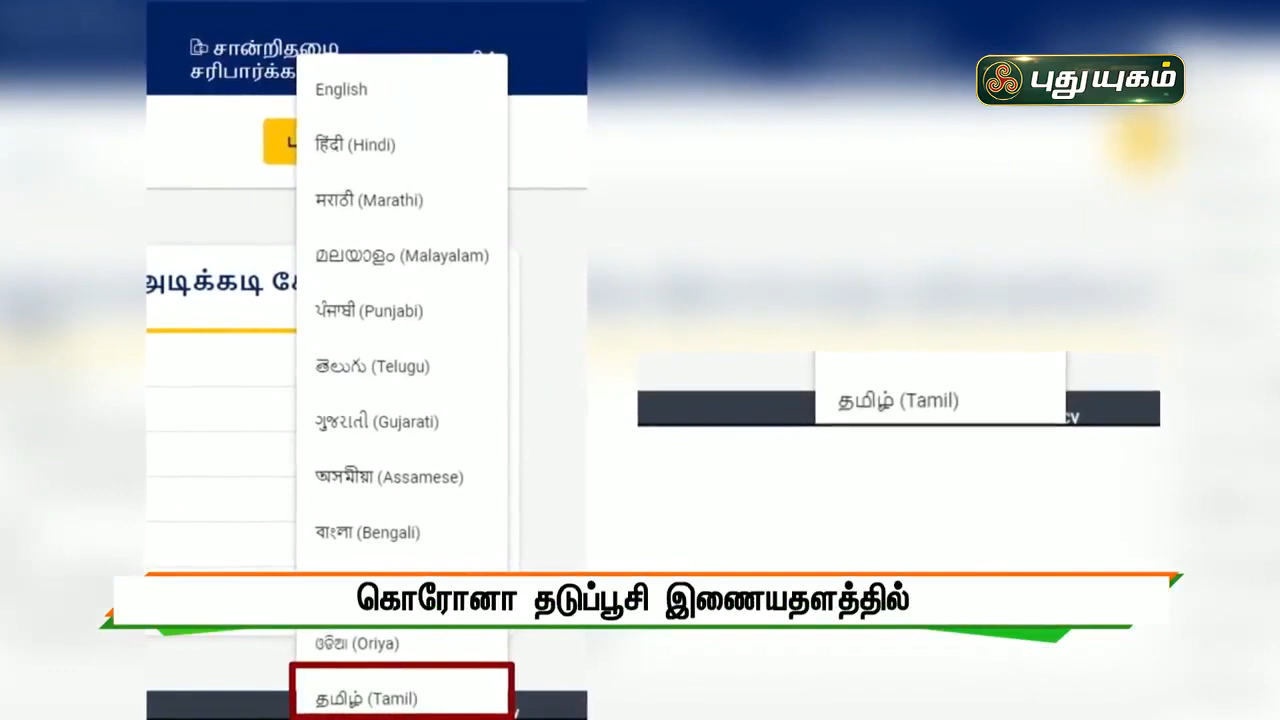 சான்றிதழை
சரிபார்க்க
புதுயுகம்
English
हिंदी (Hindi)
मराठी (Marathi)
മലയാളം (Malayalam)
அடிக்கடி
ਪੰਜਾਬੀ (Punjabi)
తెలుగు (Telugu)
தமிழ் (Tamil)
ગુજરાતી (Gujarati)
অসমীয়া (Assamese)
বাংলা (Bengali)
கொரோனா தடுப்பூசி இணையதளத்தில்
ଓଡିଆ (Oriya)
தமிழ் (Tamil)